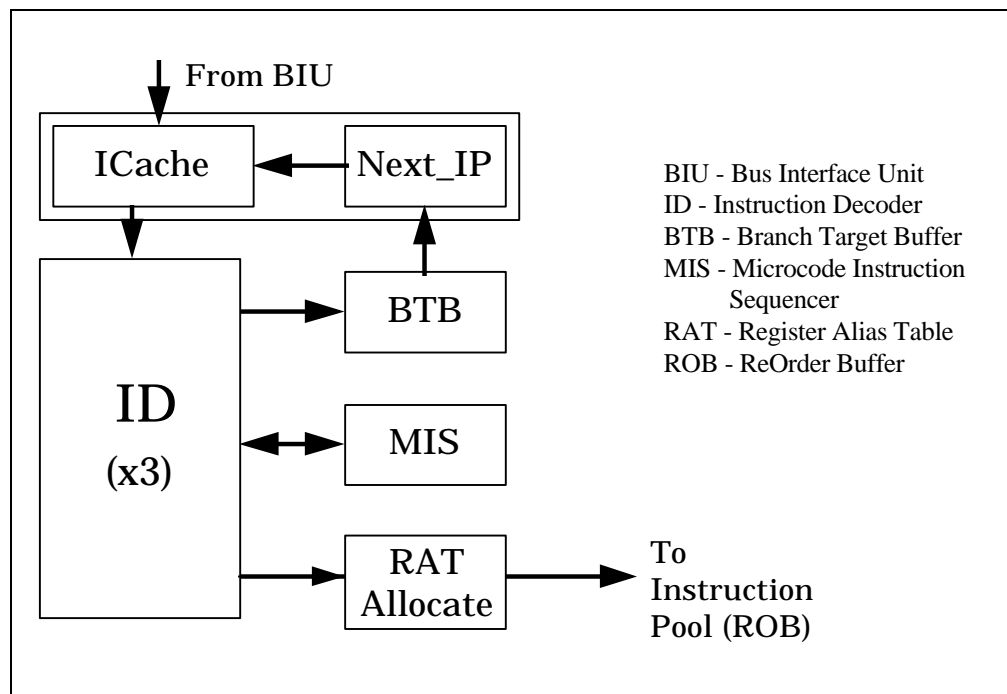 From BIU
ICache
Next_IP
BTB
ID
(x3)
MIS
RAT
Allocate
To
Instruction
Pool (ROB)
BIU - Bus Interface Unit
ID - Instruction Decoder
BTB - Branch Target Buffer
MIS - Microcode Instruction
Sequencer
RAT - Register Alias Table
ROB - ReOrder Buffer